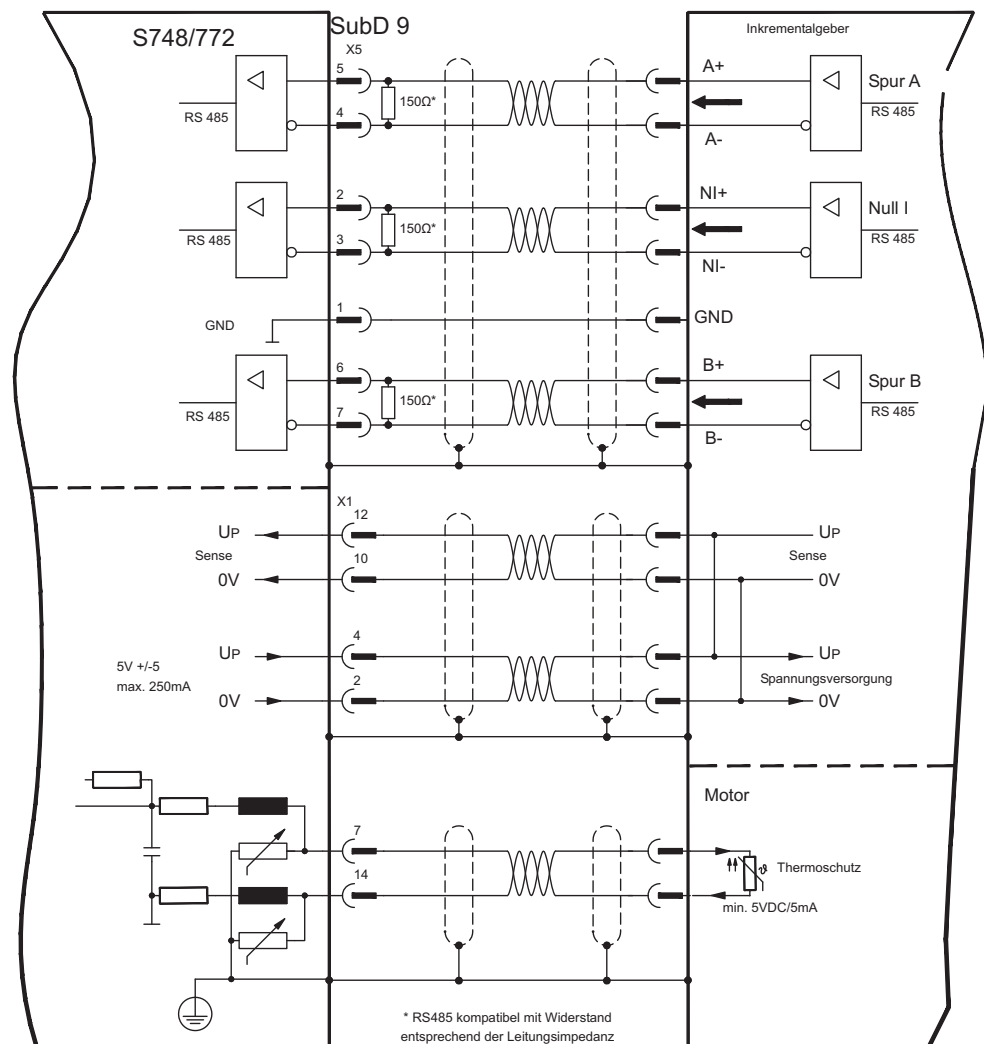 S748/772
SubD 9
Inkrementalgeber
X5
5
A+
Spur A
150Ω*
RS 485
RS 485
4
A-
2
NI+
Null I
150Ω*
RS 485
RS 485
3
NI-
1
GND
GND
6
B+
Spur B
150Ω*
RS 485
RS 485
7
B-
X1
12
UP
UP
Sense
Sense
10
0V
0V
4
UP
UP
5V +/-5
max. 250mA
Spannungsversorgung
2
0V
0V
Motor
7
Thermoschutz
ϑ
14
min. 5VDC/5mA
* RS485 kompatibel mit Widerstand
entsprechend der Leitungsimpedanz